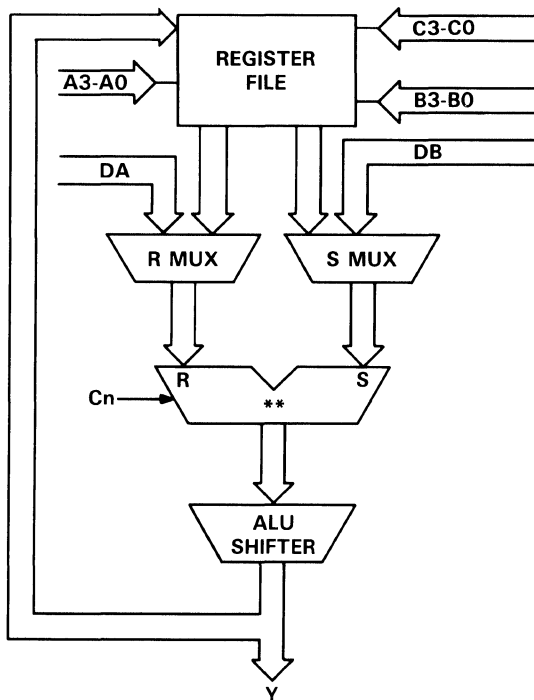 REGISTER
FILE
C3-C0
A3-A0
B3-B0
DA
DB
R MUX
S MUX
R
S
Cn
**
ALU
SHIFTER
Y